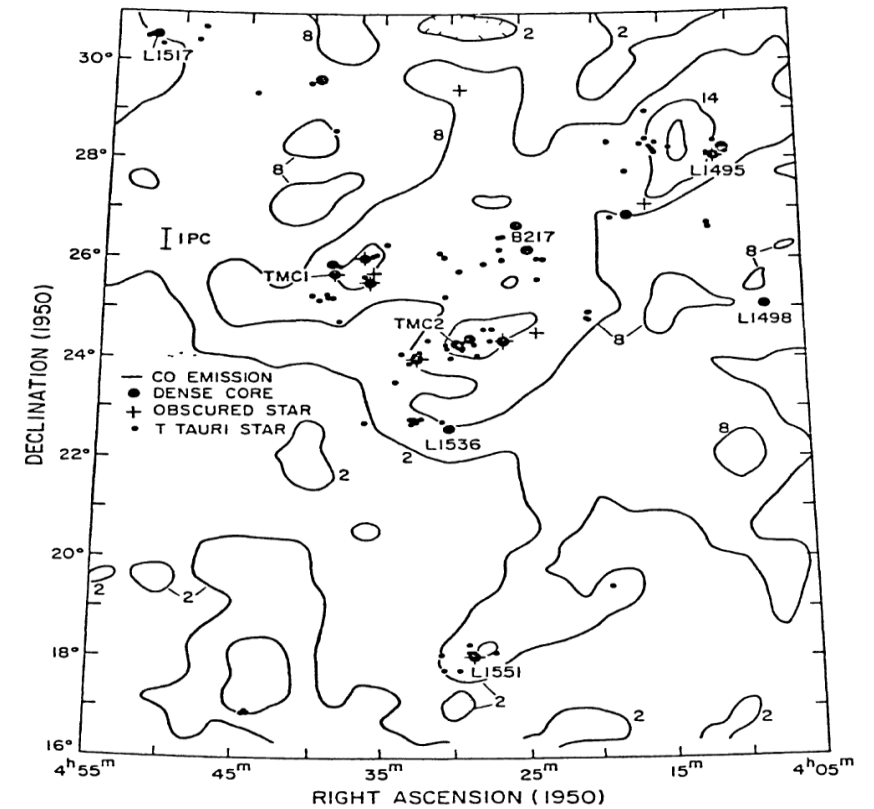 30°
8
2
2
L1517
14
8
28°
8
L1495
B217
1PC
26°
8
TMC1
L1498
TMC2
8
24°
— CO EMISSION
● DENSE CORE
+ OBSCURED STAR
• T TAURI STAR
L1536
8
22°
2
2
20°
2
2
18°
L1551
2
2
2
16°
4h55m
45m
35m
25m
15m
4h05m
RIGHT ASCENSION (1950)
DECLINATION (1950)